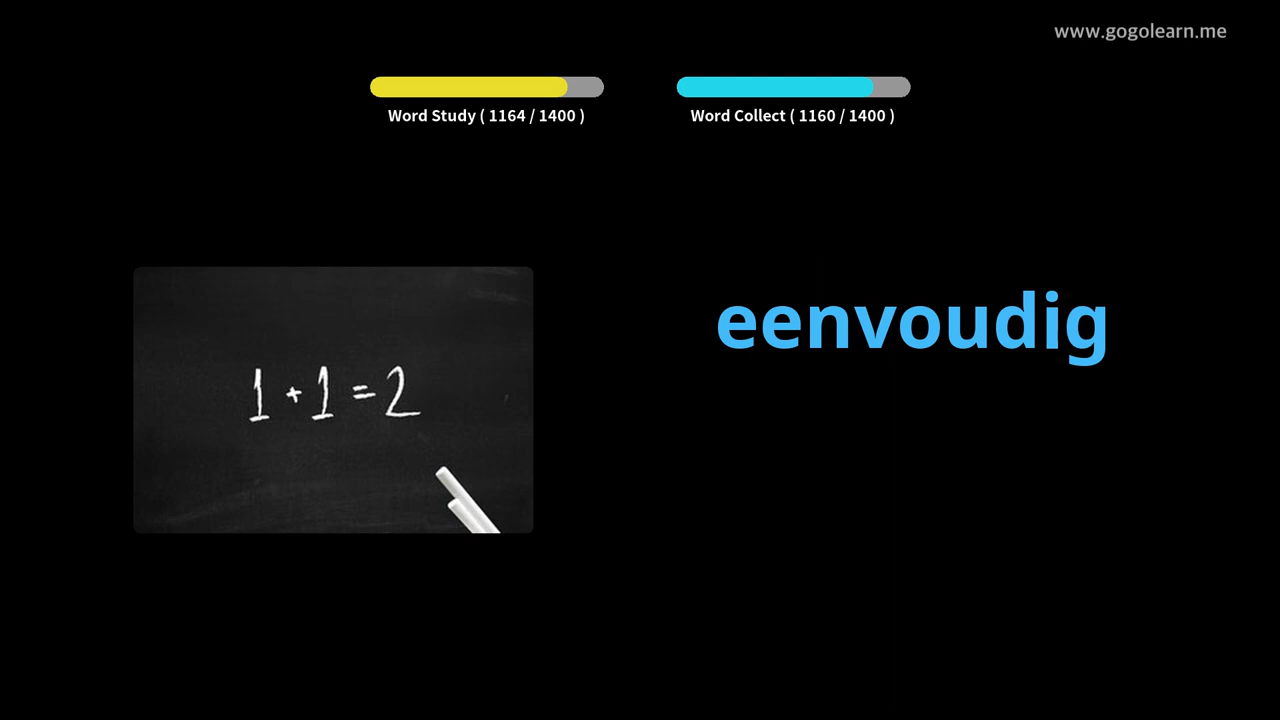 www.gogolearn.me
Word Study ( 1164 / 1400 )
Word Collect ( 1160 / 1400 )
eenvoudig
1 + 1 = 2